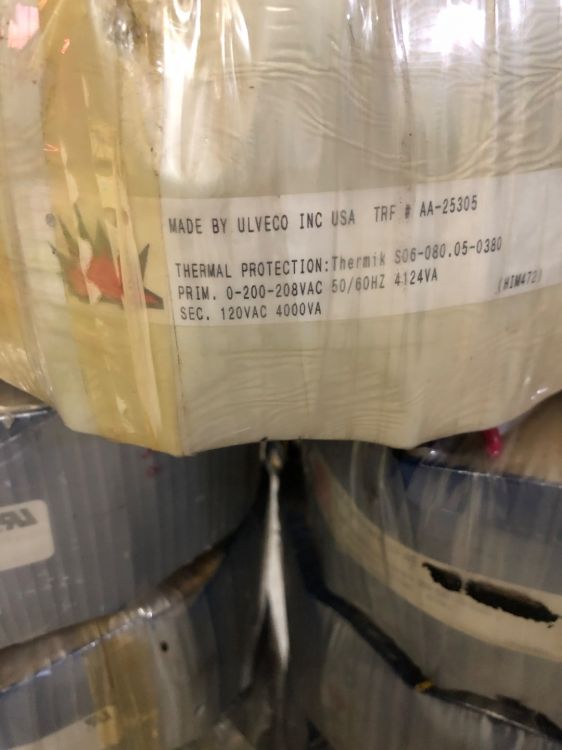 MADE BY ULVECO INC USA TRF # AA-25305
THERMAL PROTECTION:Thermik S06-080.05-0380
PRIM. 0-200-208VAC 50/60HZ 4124VA (HIM472)
SEC. 120VAC 4000VA